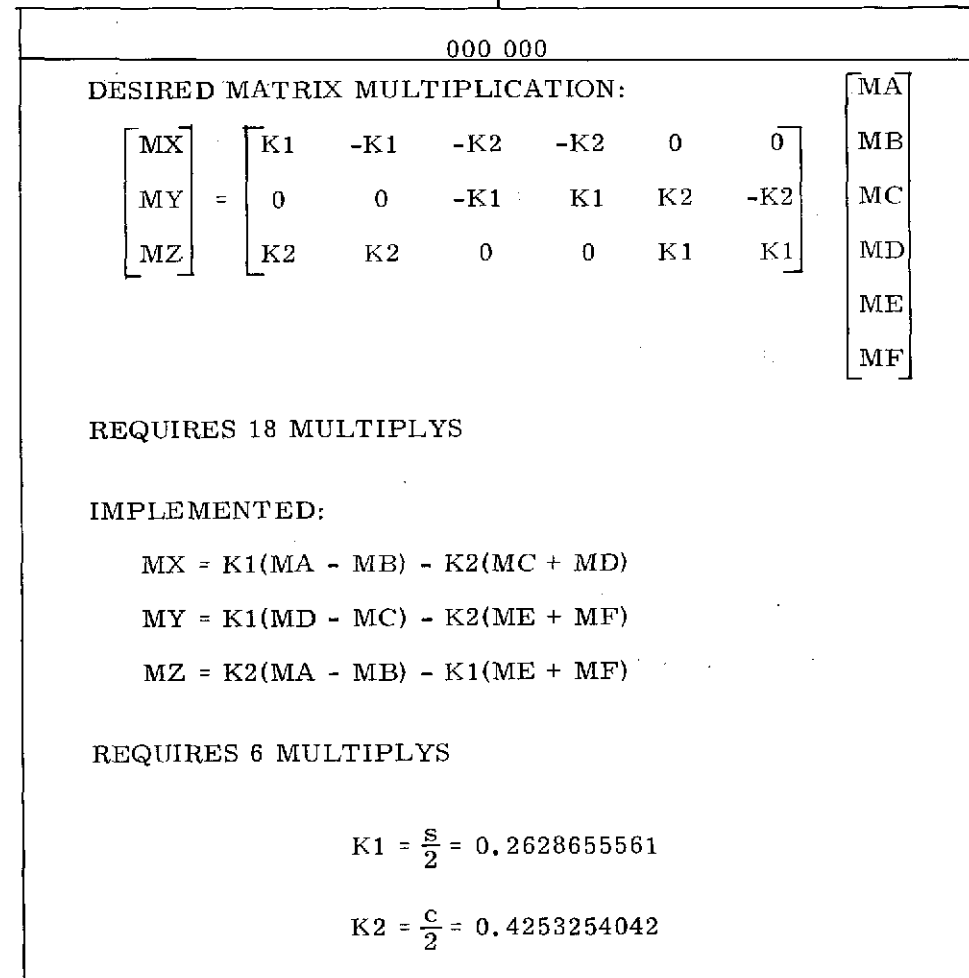 000 000
DESIRED MATRIX MULTIPLICATION:
[MX] [K1 -K1 -K2 -K2 0 0] [MA]
[MY] = [0 0 -K1 K1 K2 -K2] [MB]
[MZ] [K2 K2 0 0 K1 K1] [MC]
[MD]
[ME]
[MF]
REQUIRES 18 MULTIPLYS
IMPLEMENTED:
MX = K1(MA - MB) - K2(MC + MD)
MY = K1(MD - MC) - K2(ME + MF)
MZ = K2(MA - MB) - K1(ME + MF)
REQUIRES 6 MULTIPLYS
K1 = s/2 = 0.2628655561
K2 = c/2 = 0.4253254042